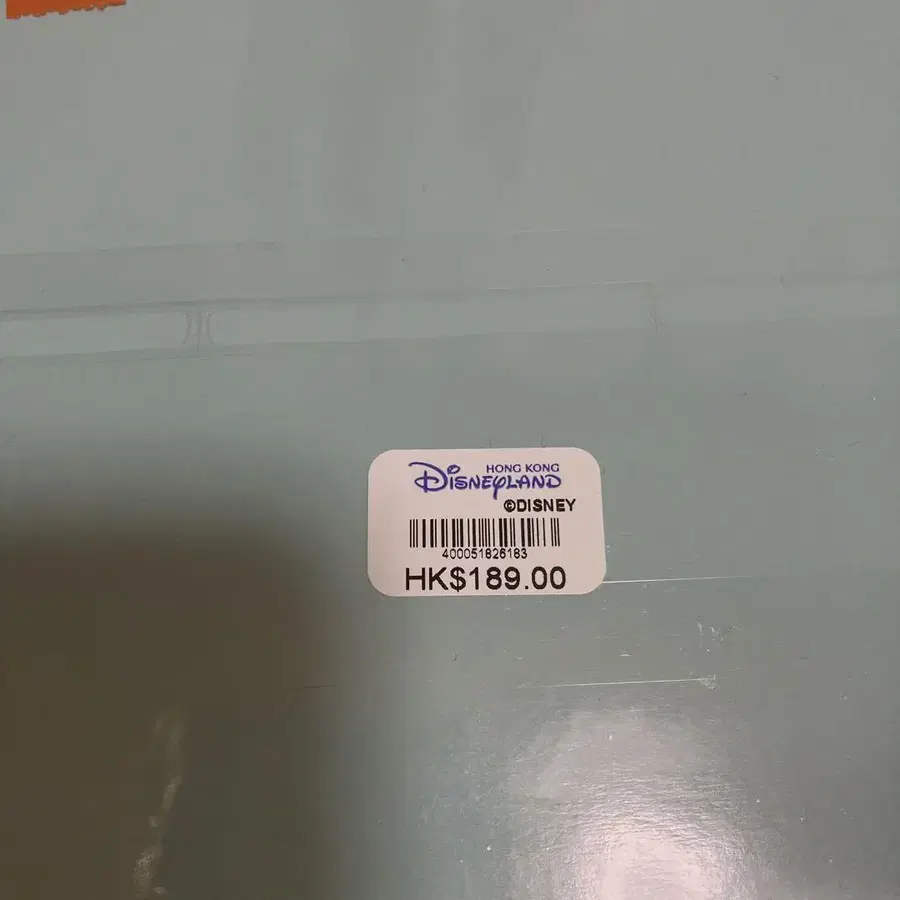 HONG KONG
DISNEYLAND
©DISNEY
400051826183
HK$189.00